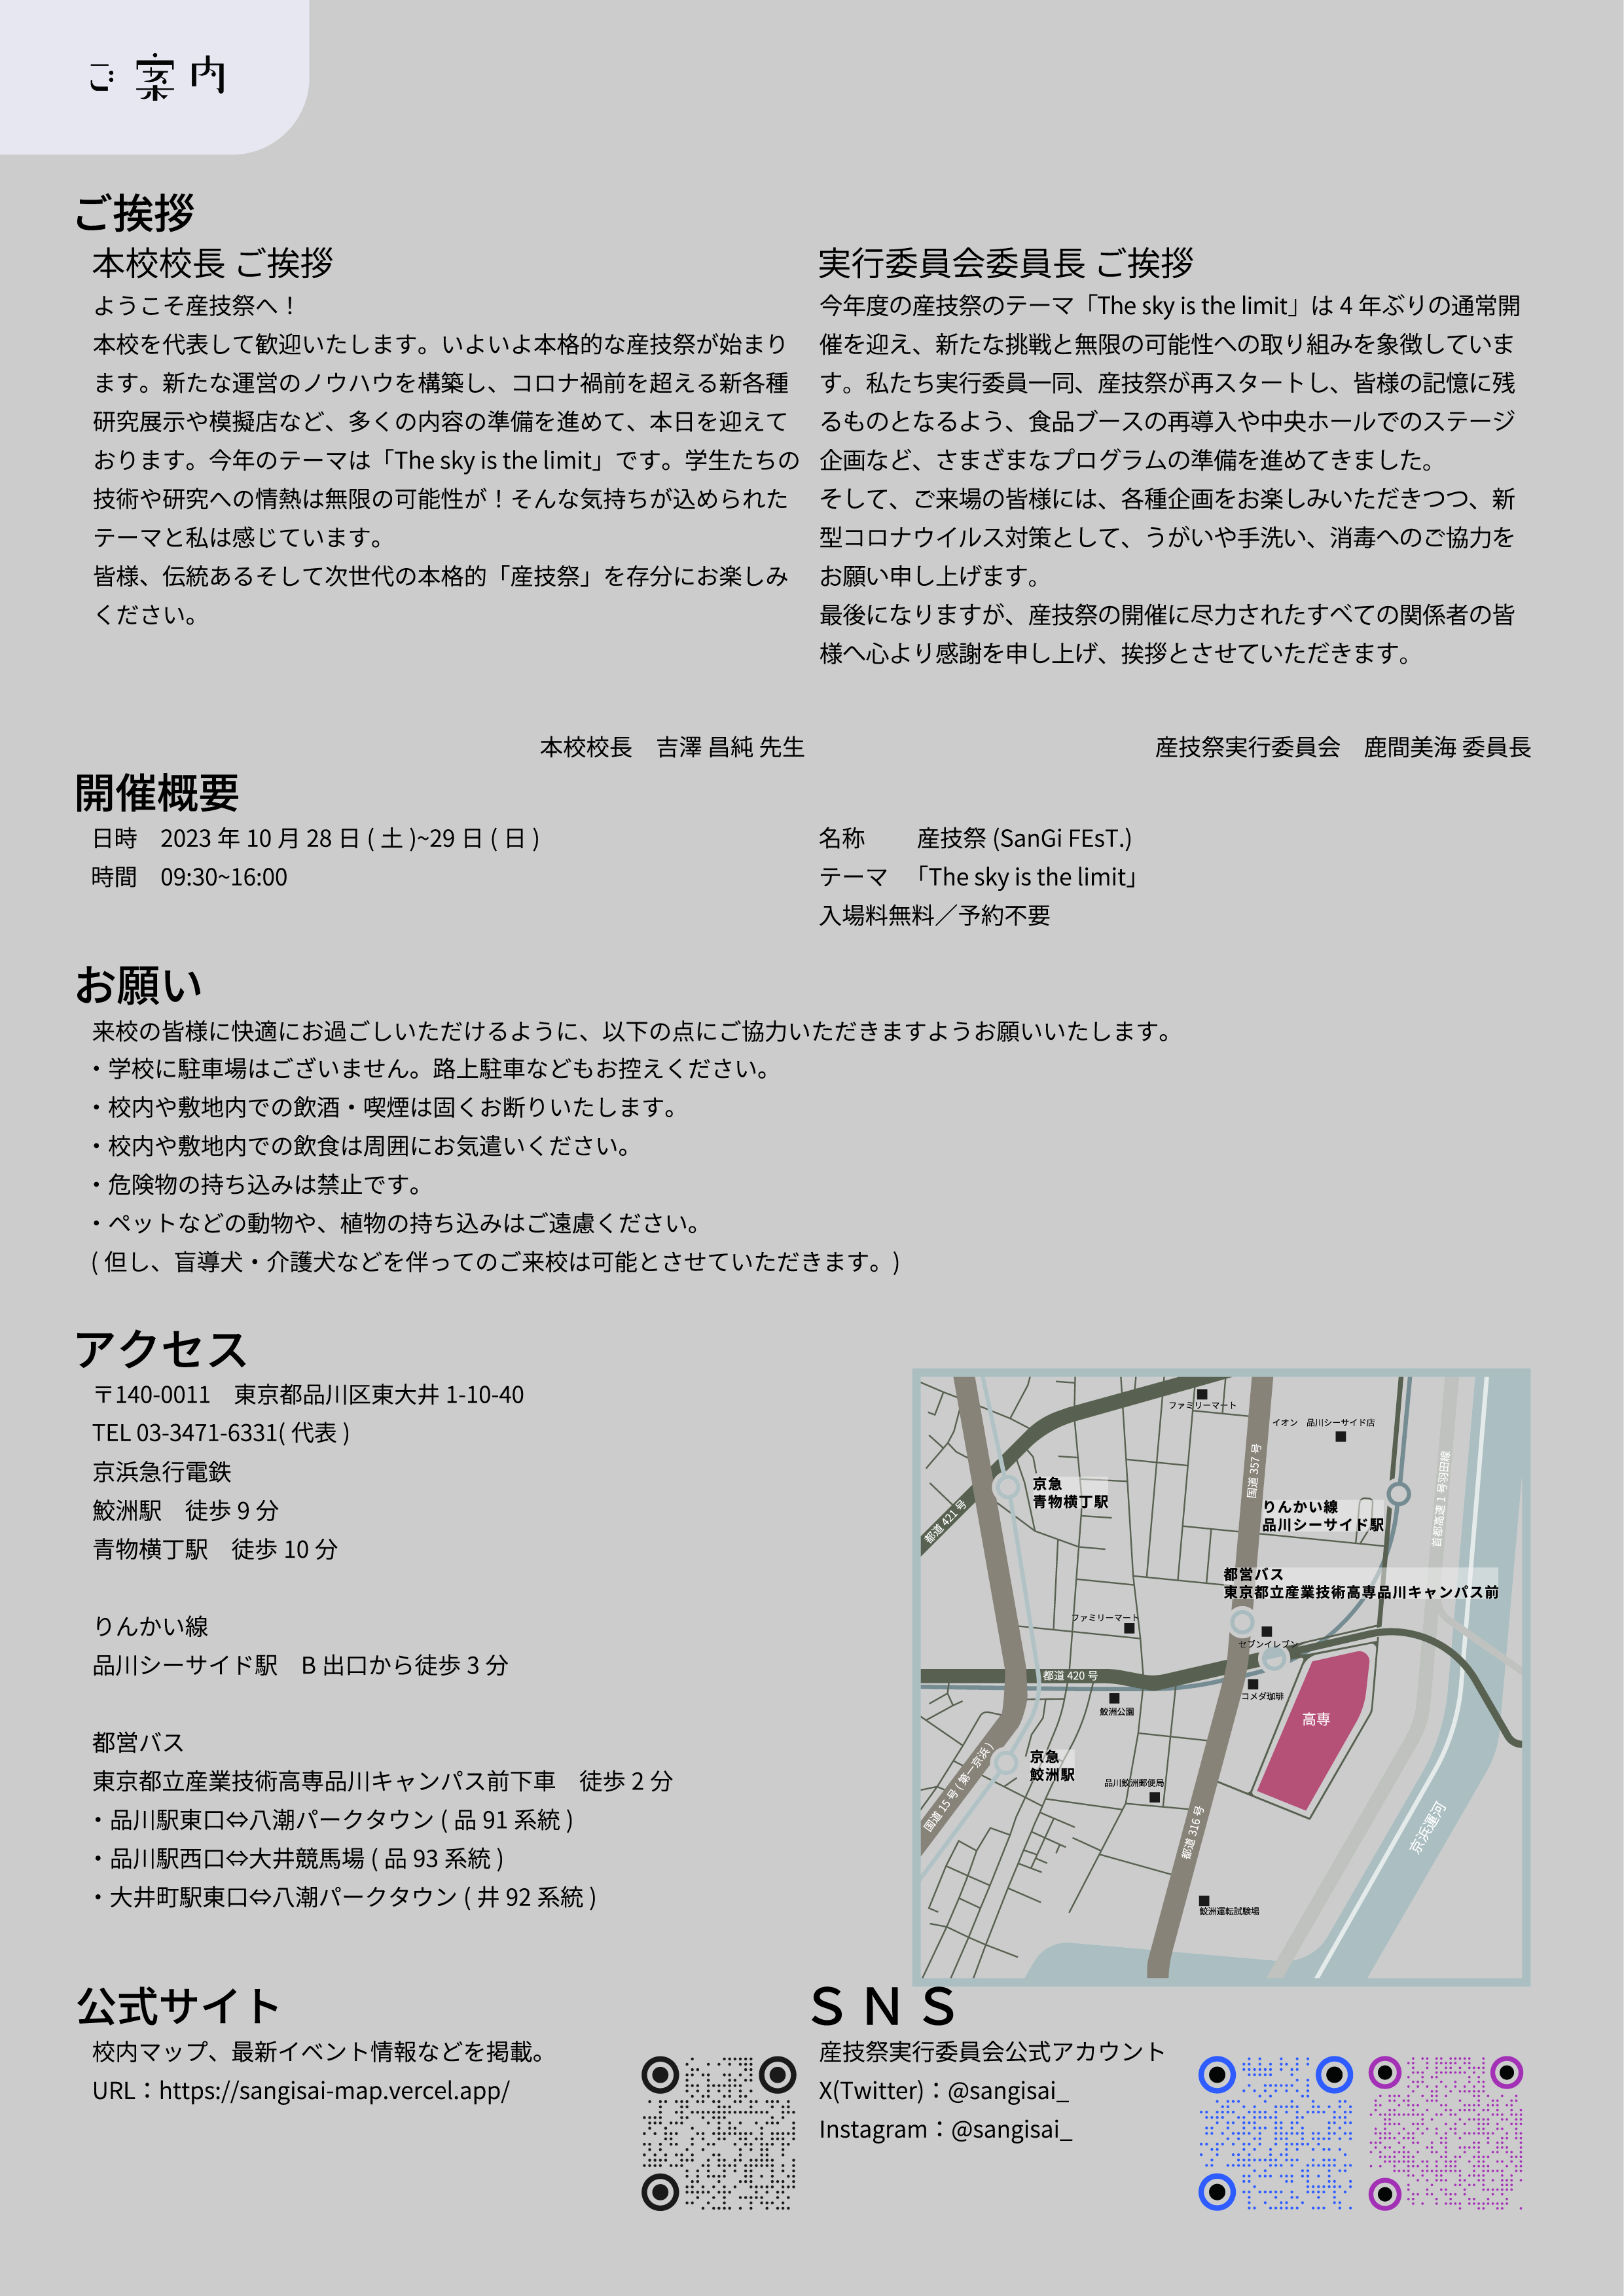 ご案内
ご挨拶
本校校長 ご挨拶
ようこそ産技祭へ！
本校を代表して歓迎いたします。いよいよ本格的な産技祭が始まり
ます。新たな運営のノウハウを構築し、コロナ禍前を超える新各種
研究展示や模擬店など、多くの内容の準備を進めて、本日を迎えて
おります。今年のテーマは「The sky is the limit」です。学生たちの
技術や研究への情熱は無限の可能性が！そんな気持ちが込められた
テーマと私は感じています。
皆様、伝統あるそして次世代の本格的「産技祭」を存分にお楽しみ
ください。
本校校長　吉澤 昌純 先生
実行委員会委員長 ご挨拶
今年度の産技祭のテーマ「The sky is the limit」は 4 年ぶりの通常開
催を迎え、新たな挑戦と無限の可能性への取り組みを象徴していま
す。私たち実行委員一同、産技祭が再スタートし、皆様の記憶に残
るものとなるよう、食品ブースの再導入や中央ホールでのステージ
企画など、さまざまなプログラムの準備を進めてきました。
そして、ご来場の皆様には、各種企画をお楽しみいただきつつ、新
型コロナウイルス対策として、うがいや手洗い、消毒へのご協力を
お願い申し上げます。
最後になりますが、産技祭の開催に尽力されたすべての関係者の皆
様へ心より感謝を申し上げ、挨拶とさせていただきます。
産技祭実行委員会　鹿間美海 委員長
開催概要
日時　2023 年 10 月 28 日 ( 土 )~29 日 ( 日 )
時間　09:30~16:00
名称　　産技祭 (SanGi FEsT.)
テーマ　「The sky is the limit」
入場料無料／予約不要
お願い
来校の皆様に快適にお過ごしいただけるように、以下の点にご協力いただきますようお願いいたします。
・学校に駐車場はございません。路上駐車などもお控えください。
・校内や敷地内での飲酒・喫煙は固くお断りいたします。
・校内や敷地内での飲食は周囲にお気遣いください。
・危険物の持ち込みは禁止です。
・ペットなどの動物や、植物の持ち込みはご遠慮ください。
( 但し、盲導犬・介護犬などを伴ってのご来校は可能とさせていただきます。)
アクセス
〒140-0011　東京都品川区東大井 1-10-40
TEL 03-3471-6331( 代表 )
京浜急行電鉄
鮫洲駅　徒歩 9 分
青物横丁駅　徒歩 10 分
りんかい線
品川シーサイド駅　B 出口から徒歩 3 分
都営バス
東京都立産業技術高専品川キャンパス前下車　徒歩 2 分
・品川駅東口⇔八潮パークタウン ( 品 91 系統 )
・品川駅西口⇔大井競馬場 ( 品 93 系統 )
・大井町駅東口⇔八潮パークタウン ( 井 92 系統 )
ファミリーマート
イオン　品川シーサイド店
国道 357 号
首都高速 1 号羽田線
京急
青物横丁駅
都道 421 号
りんかい線
品川シーサイド駅
都営バス
東京都立産業技術高専品川キャンパス前
ファミリーマート
セブンイレブン
都道 420 号
コメダ珈琲
鮫洲公園
高専
京急
鮫洲駅
国道 15 号 ( 第一京浜 )
品川鮫洲郵便局
都道 316 号
京浜運河
鮫洲運転試験場
公式サイト
校内マップ、最新イベント情報などを掲載。
URL：https://sangisai-map.vercel.app/
ＳＮＳ
産技祭実行委員会公式アカウント
X(Twitter)：@sangisai_
Instagram：@sangisai_